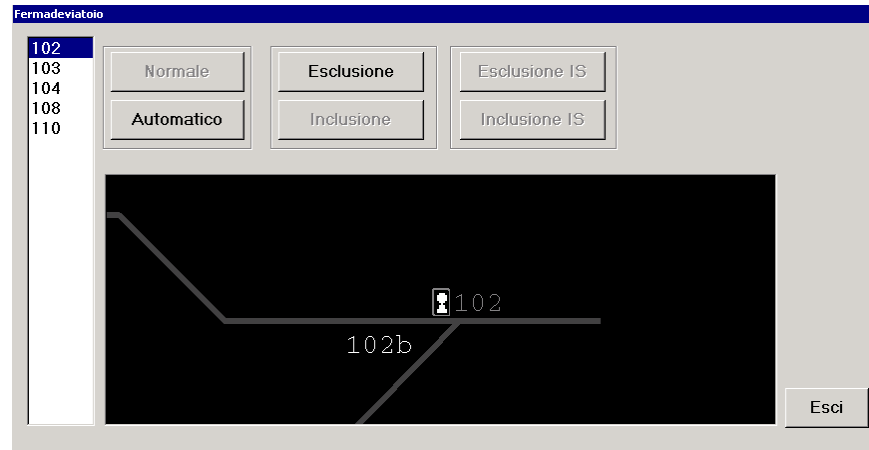 Fermadeviatoio
102
103
104
108
110
Normale
Automatico
Esclusione
Inclusione
Esclusione IS
Inclusione IS
102
102b
Esci